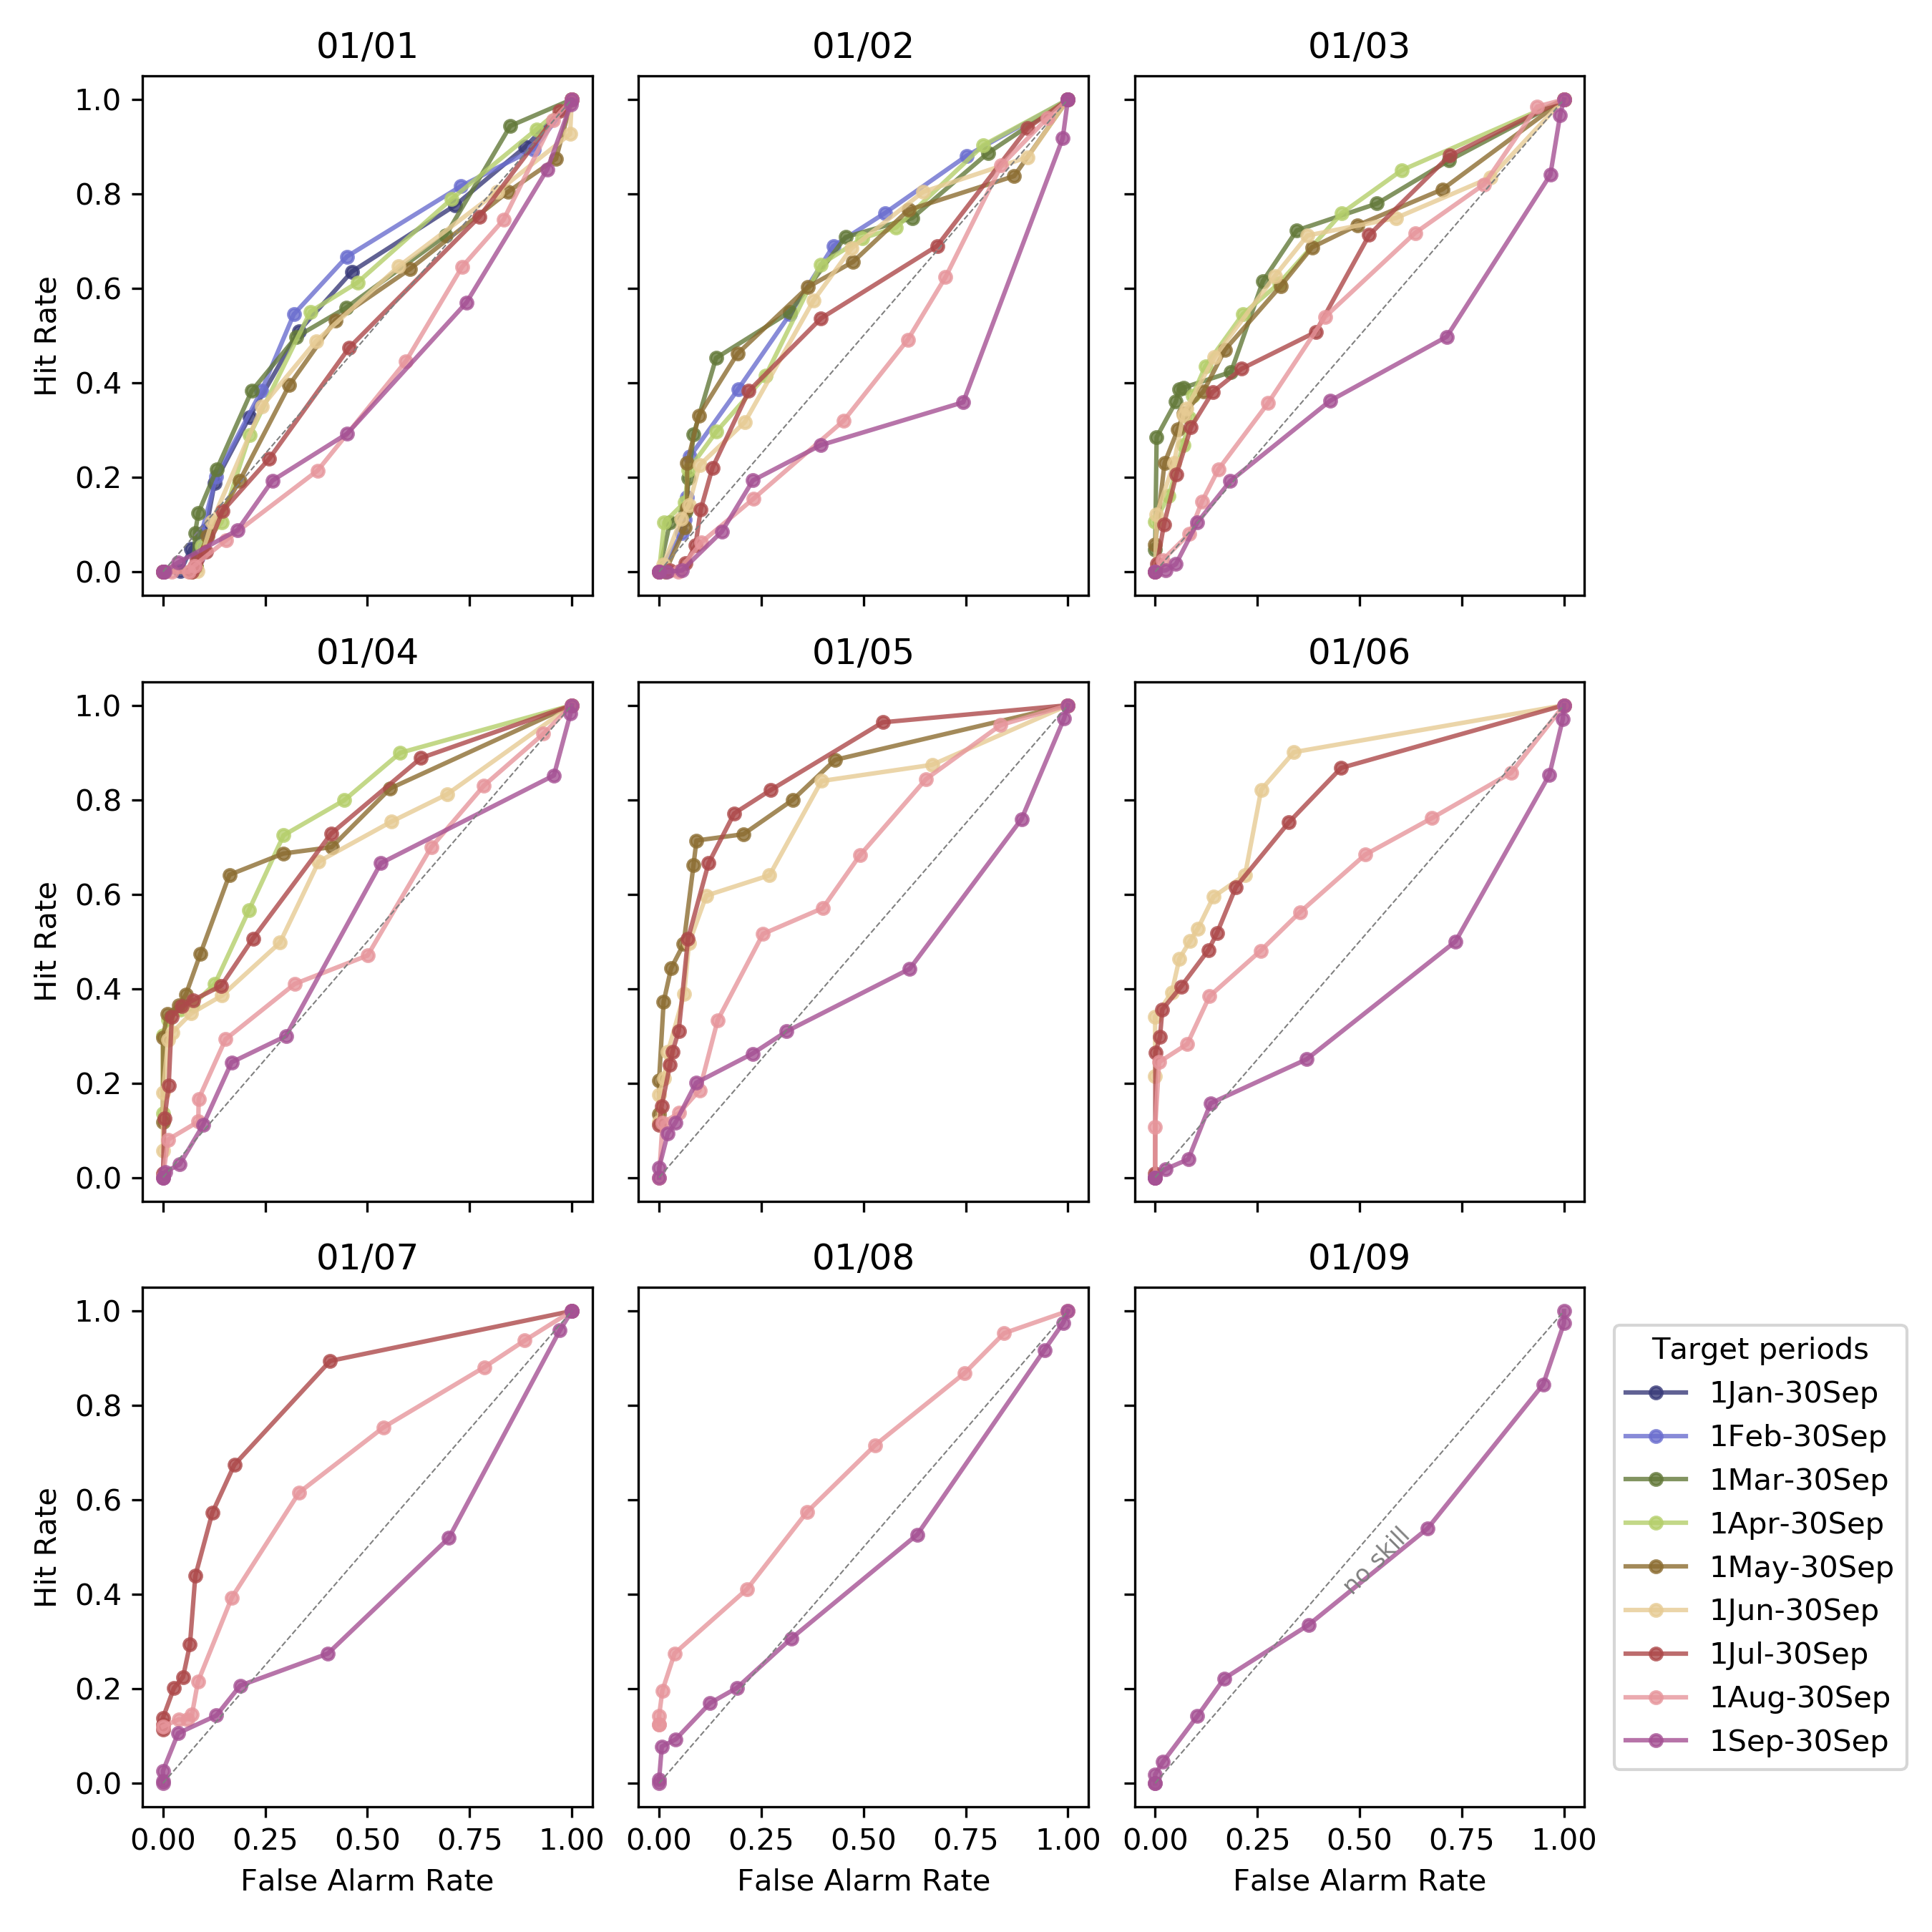 01/01
01/02
01/03
1.0
0.8
0.6
0.4
0.2
0.0
Hit Rate
01/04
01/05
01/06
1.0
0.8
0.6
0.4
0.2
0.0
Hit Rate
01/07
01/08
01/09
1.0
0.8
0.6
0.4
0.2
0.0
Hit Rate
no skill
0.00 0.25 0.50 0.75 1.00
0.00 0.25 0.50 0.75 1.00
0.00 0.25 0.50 0.75 1.00
False Alarm Rate
False Alarm Rate
False Alarm Rate
Target periods
1Jan-30Sep
1Feb-30Sep
1Mar-30Sep
1Apr-30Sep
1May-30Sep
1Jun-30Sep
1Jul-30Sep
1Aug-30Sep
1Sep-30Sep